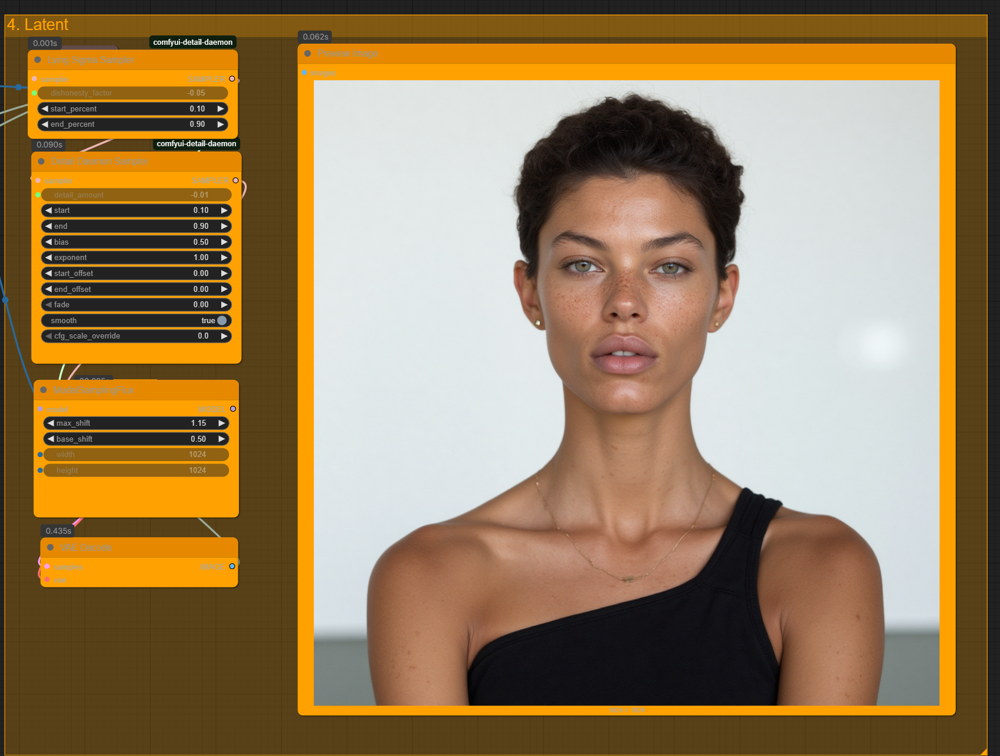 4. Latent
0.001s
comfyui-detail-daemon
Lying Sigma Sampler
sampler SAMPLER
dishonesty_factor -0.05
start_percent 0.10
end_percent 0.90
0.090s
comfyui-detail-daemon
Detail Daemon Sampler
sampler SAMPLER
detail_amount -0.01
start 0.10
end 0.90
bias 0.50
exponent 1.00
start_offset 0.00
end_offset 0.00
fade 0.00
smooth true
cfg_scale_override 0.0
ModelSamplingFlux
model MODEL
max_shift 1.15
base_shift 0.50
width 1024
height 1024
0.435s
VAE Decode
samples IMAGE
vae
0.062s
Preview Image
images
1024 x 1024